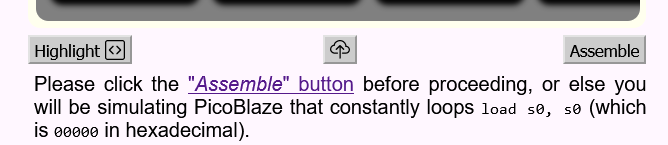 Highlight <>
Assemble
Please click the "Assemble" button before proceeding, or else you
will be simulating PicoBlaze that constantly loops load s0, s0 (which
is 00000 in hexadecimal).